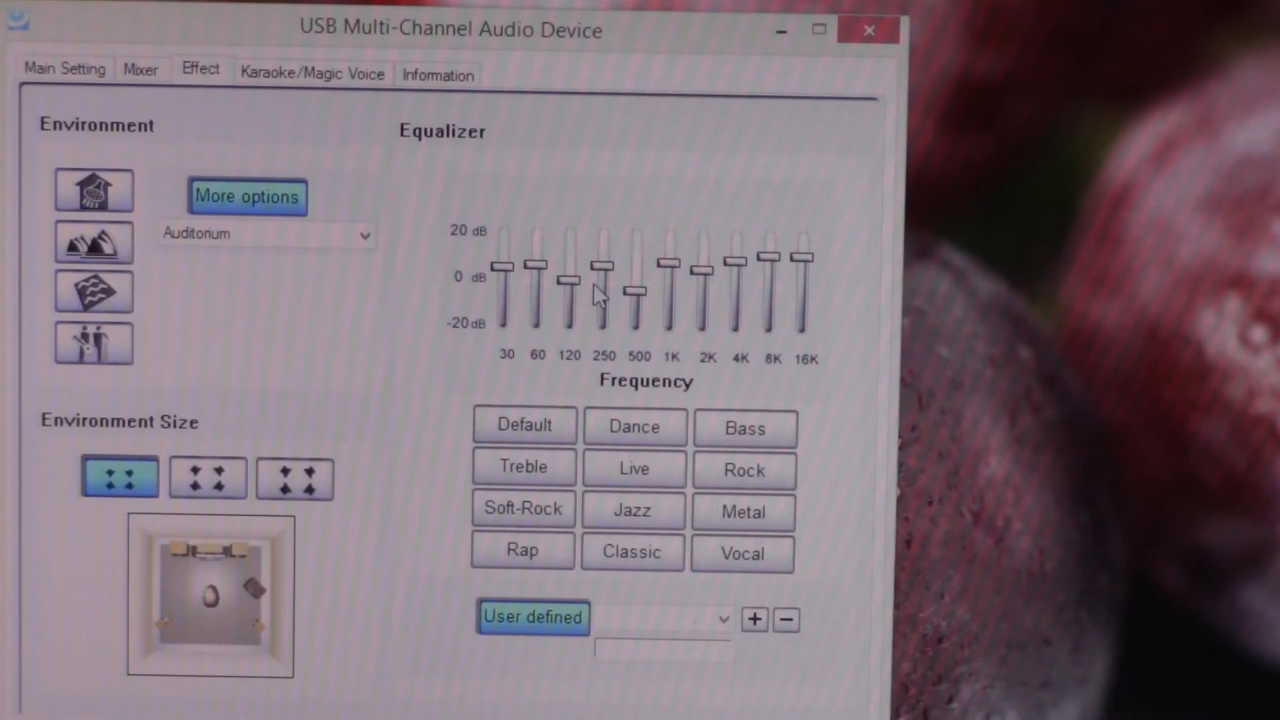 USB Multi-Channel Audio Device
Main Setting Mixer Effect Karaoke/Magic Voice Information
Environment
Equalizer
More options
Auditorium
20 dB
0 dB
-20 dB
30 60 120 250 500 1K 2K 4K 8K 16K
Frequency
Environment Size
Default Dance Bass
Treble Live Rock
Soft-Rock Jazz Metal
Rap Classic Vocal
User defined + −